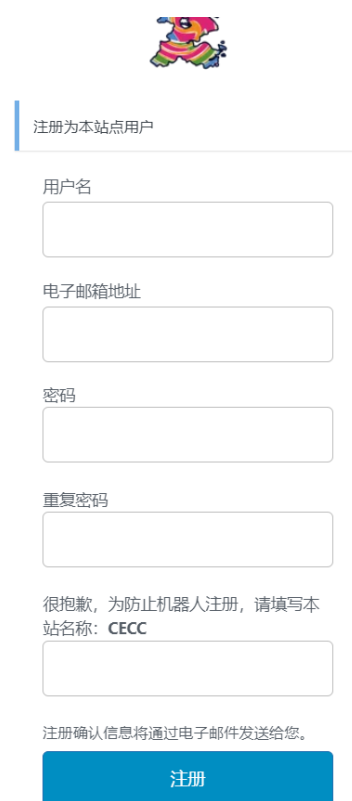 注册为本站点用户
用户名
电子邮箱地址
密码
重复密码
很抱歉，为防止机器人注册，请填写本
站名称：CECC
注册确认信息将通过电子邮件发送给您。
注册